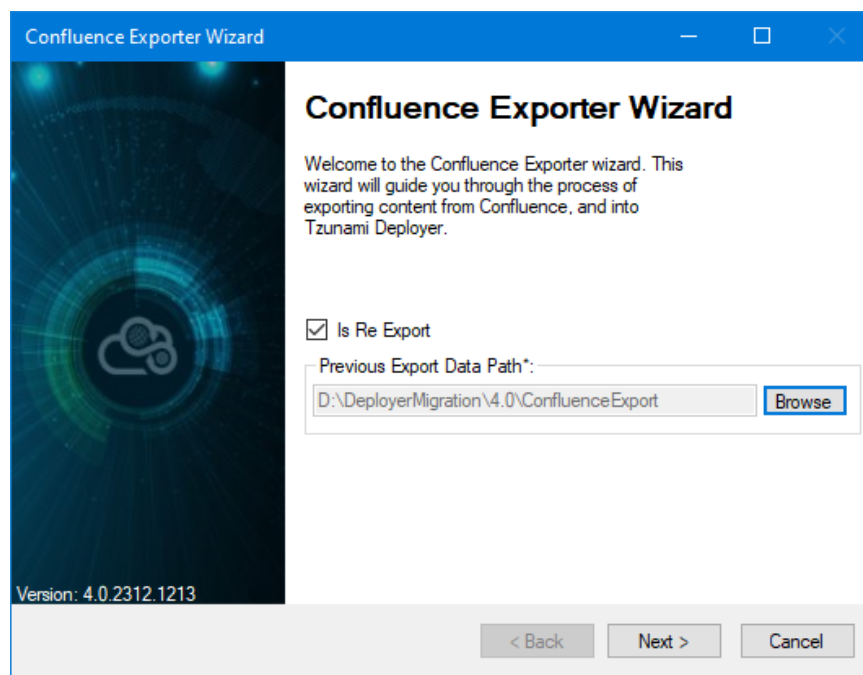 Confluence Exporter Wizard
Confluence Exporter Wizard
Welcome to the Confluence Exporter wizard. This
wizard will guide you through the process of
exporting content from Confluence, and into
Tzunami Deployer.
Is Re Export
Previous Export Data Path*:
D:\DeployerMigration\4.0\ConfluenceExport
Browse
Version: 4.0.2312.1213
< Back
Next >
Cancel